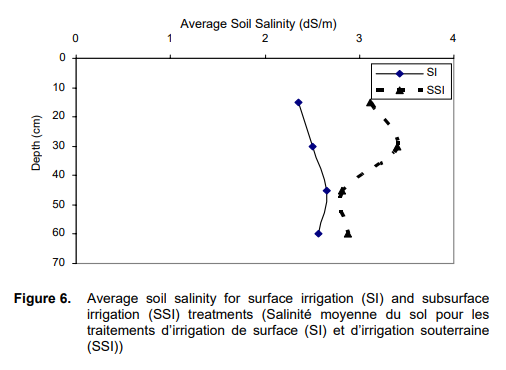 Average Soil Salinity (dS/m)
0 1 2 3 4
0
10
20
30
40
50
60
70
Depth (cm)
SI
SSI
Figure 6. Average soil salinity for surface irrigation (SI) and subsurface
irrigation (SSI) treatments (Salinité moyenne du sol pour les
traitements d'irrigation de surface (SI) et d'irrigation souterraine
(SSI))